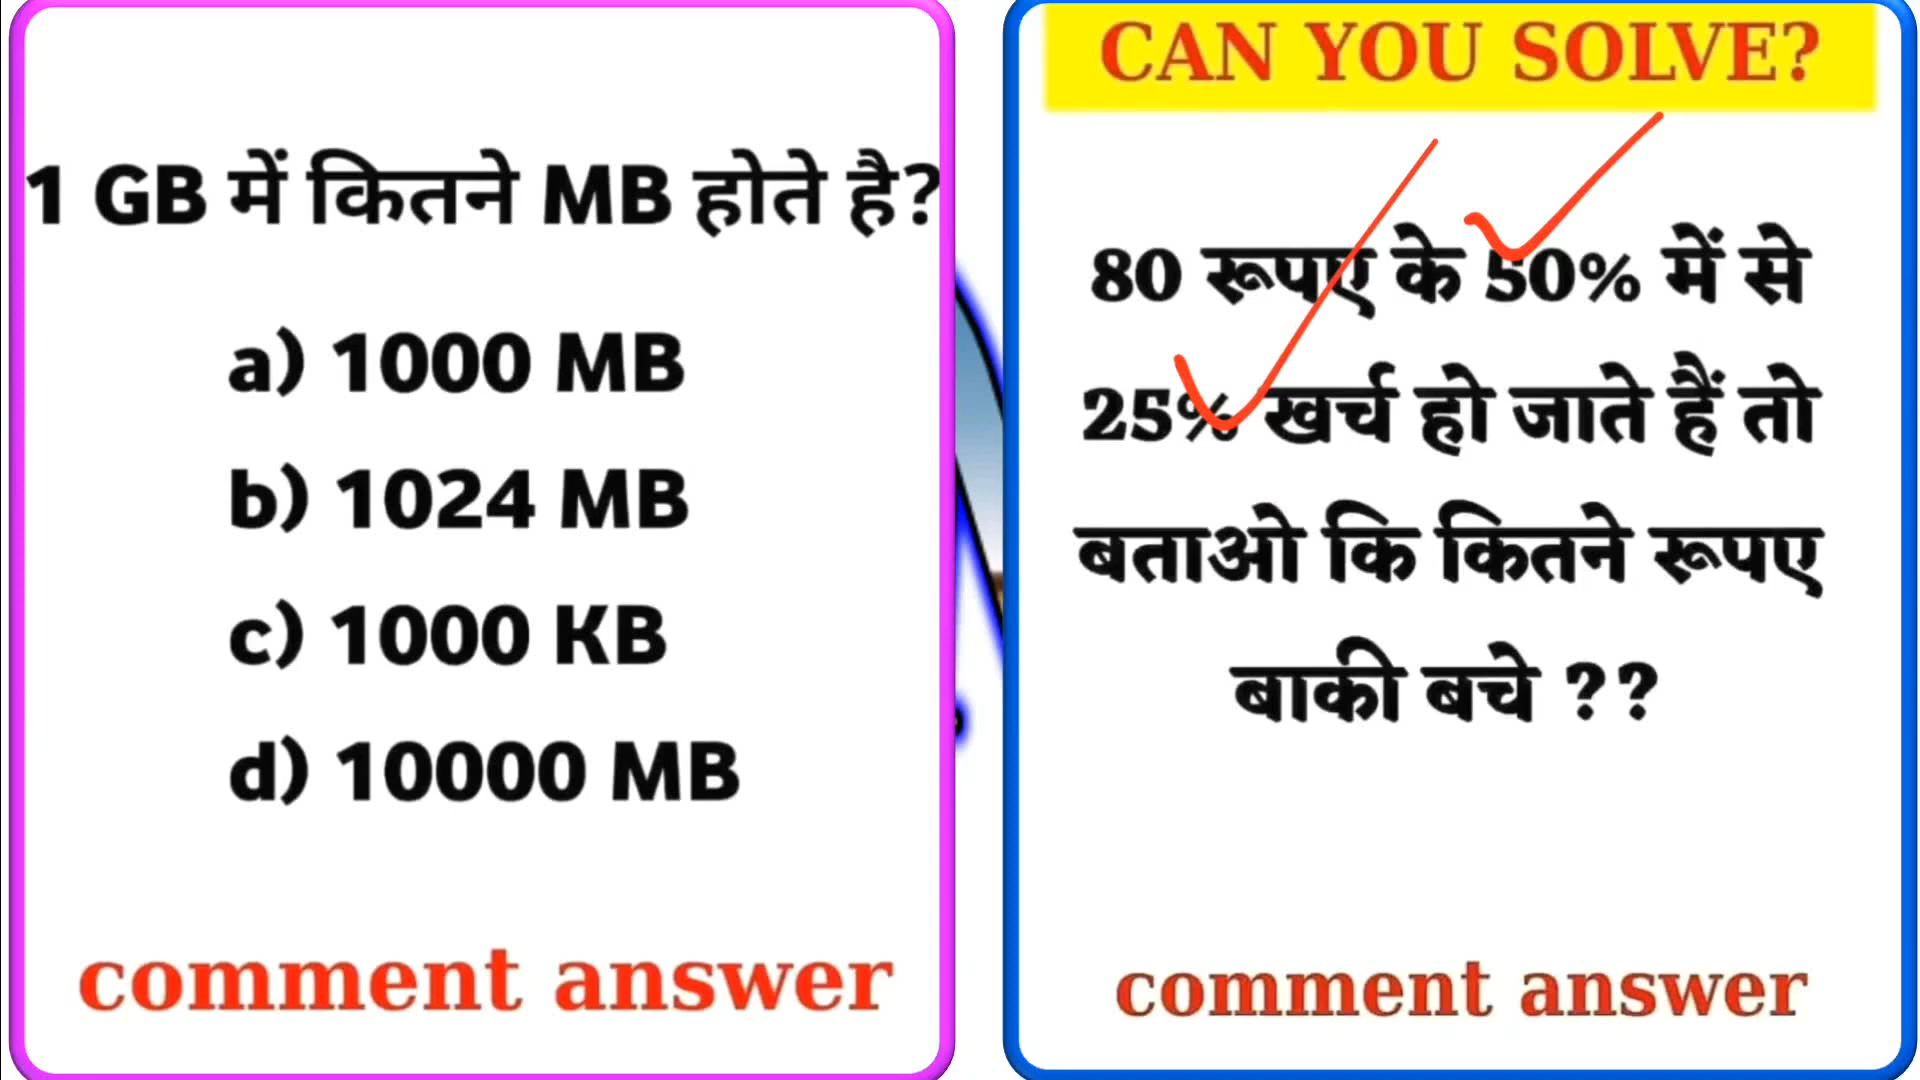 1 GB में कितने MB होते है?
a) 1000 MB
b) 1024 MB
c) 1000 KB
d) 10000 MB
comment answer
CAN YOU SOLVE?
80 रूपए के 50% में से
25% खर्च हो जाते हैं तो
बताओ कि कितने रूपए
बाकी बचे ??
comment answer